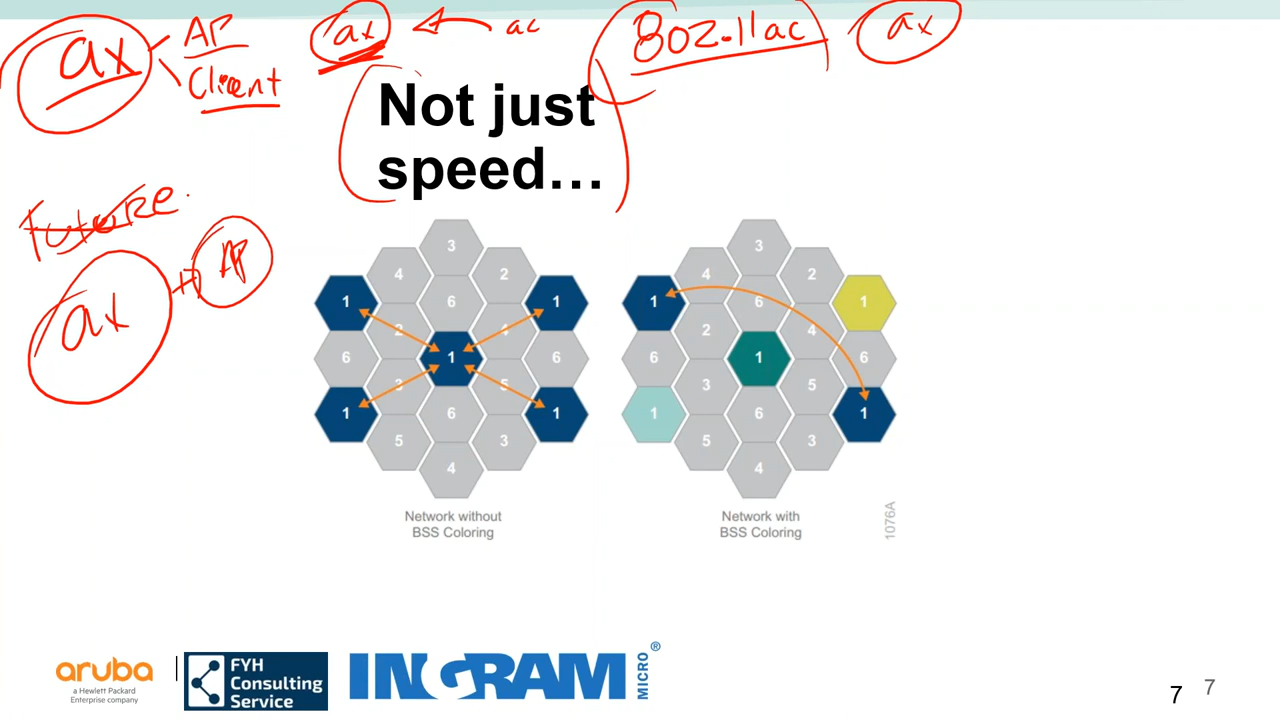 ax
AP
Client
ax
ac
802.11ac
ax
Not just
speed…
Future.
ax
+
AP
3
4
2
1
6
1
2
4
6
1
6
3
5
1
6
1
5
3
4
Network without
BSS Coloring
3
4
2
1
6
1
2
4
6
1
6
3
5
1
6
1
5
3
4
Network with
BSS Coloring
1076A
aruba
a Hewlett Packard
Enterprise company
FYH
Consulting
Service
INGRAM
MICRO
®
7
7